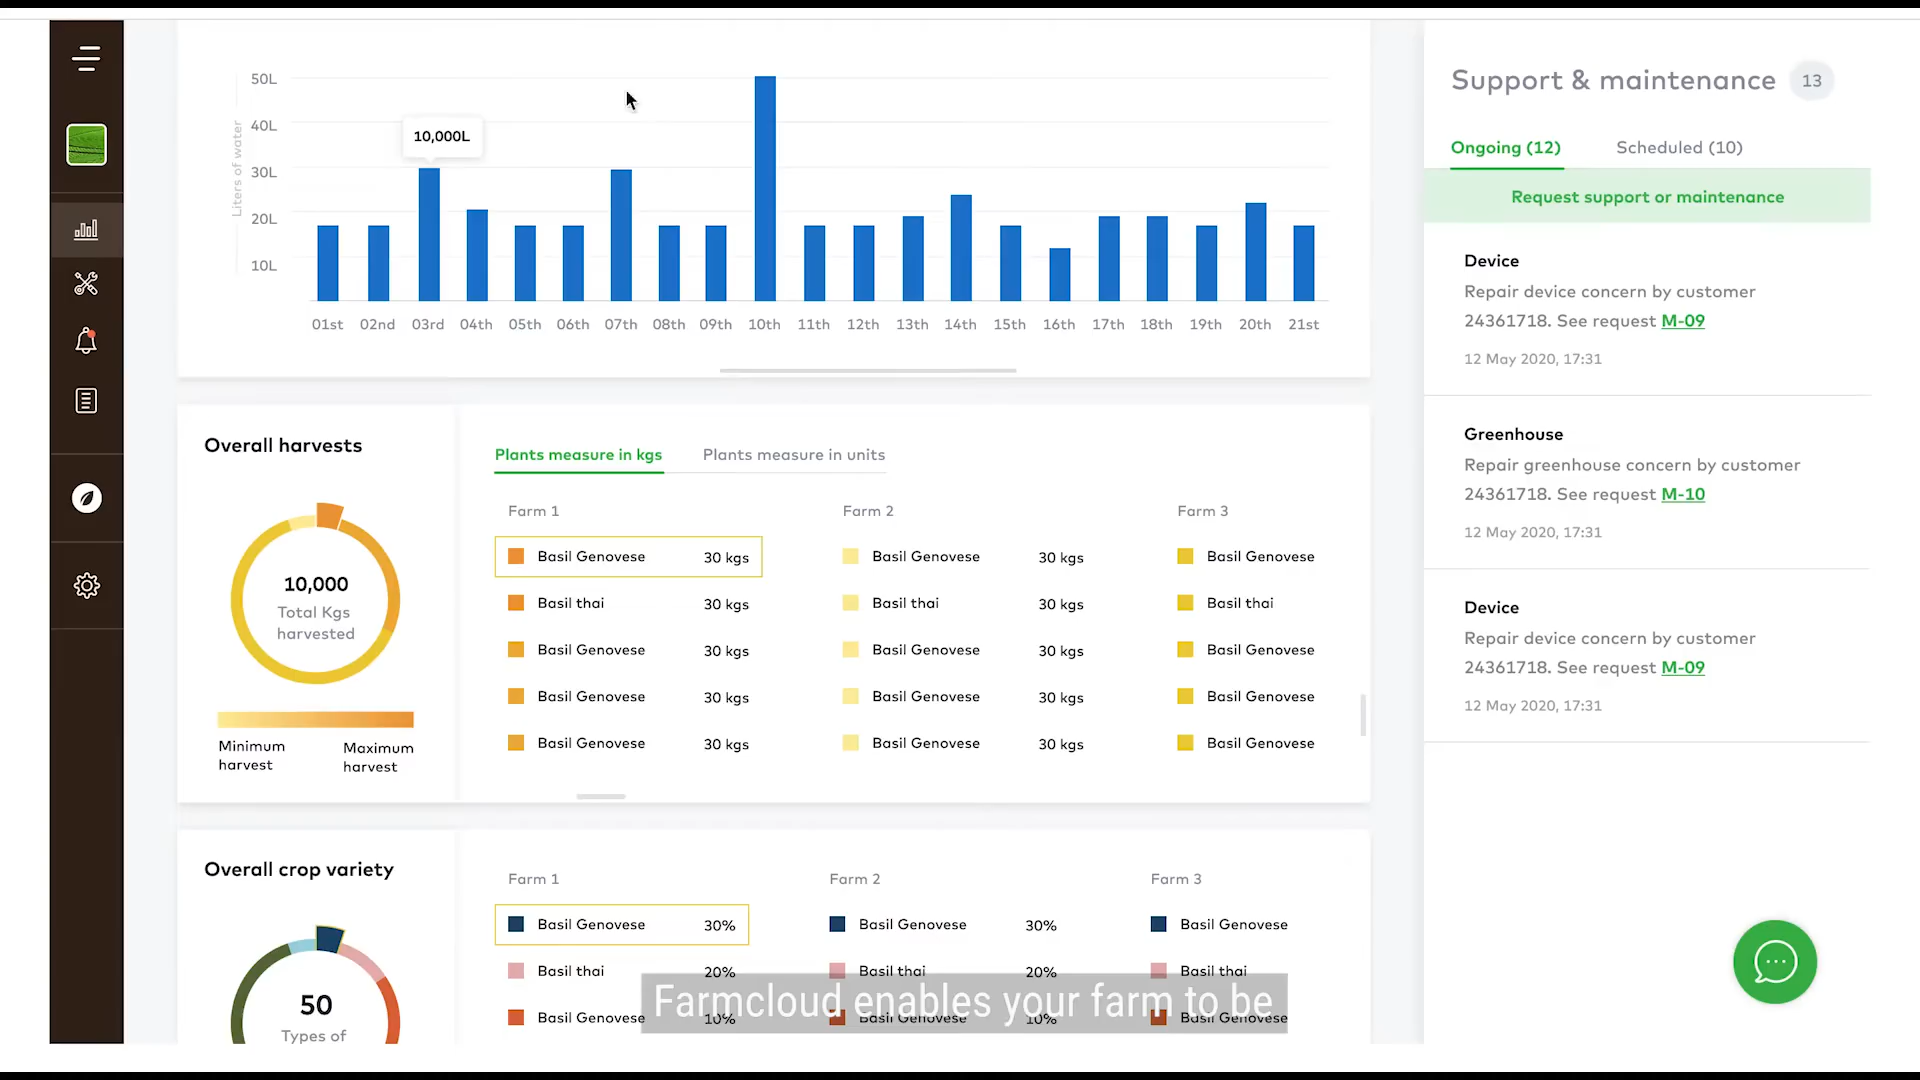 50L
40L
30L
20L
10L
Liters of water
10,000L
01st 02nd 03rd 04th 05th 06th 07th 08th 09th 10th 11th 12th 13th 14th 15th 16th 17th 18th 19th 20th 21st
Overall harvests
10,000
Total Kgs
harvested
Minimum
harvest
Maximum
harvest
Plants measure in kgs Plants measure in units
Farm 1 Farm 2 Farm 3
Basil Genovese 30 kgs Basil Genovese 30 kgs Basil Genovese
Basil thai 30 kgs Basil thai 30 kgs Basil thai
Basil Genovese 30 kgs Basil Genovese 30 kgs Basil Genovese
Basil Genovese 30 kgs Basil Genovese 30 kgs Basil Genovese
Basil Genovese 30 kgs Basil Genovese 30 kgs Basil Genovese
Overall crop variety
50
Types of
Farm 1 Farm 2 Farm 3
Basil Genovese 30% Basil Genovese 30% Basil Genovese
Basil thai 20% Basil thai 20% Basil thai
Basil Genovese 10% Basil Genovese 10% Basil Genovese
Farmcloud enables your farm to be
Support & maintenance 13
Ongoing (12) Scheduled (10)
Request support or maintenance
Device
Repair device concern by customer
24361718. See request M-09
12 May 2020, 17:31
Greenhouse
Repair greenhouse concern by customer
24361718. See request M-10
12 May 2020, 17:31
Device
Repair device concern by customer
24361718. See request M-09
12 May 2020, 17:31